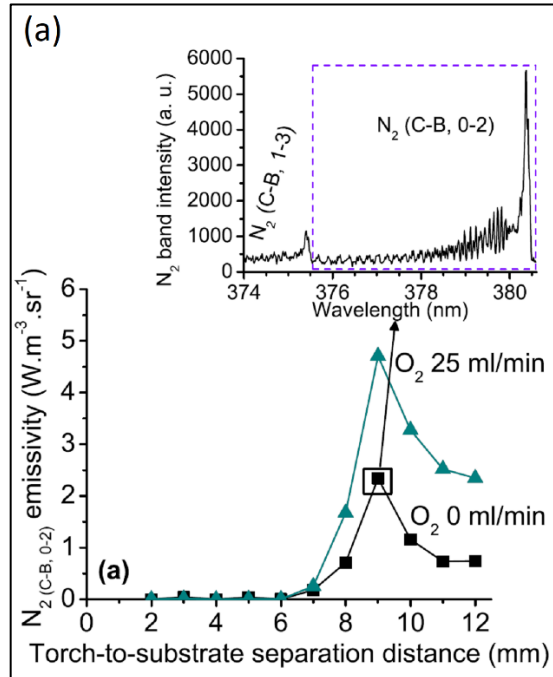 (a)
N₂ band intensity (a. u.)
6000
5000
4000
3000
2000
1000
0
N₂ (C-B, 1-3)
N₂ (C-B, 0-2)
374 376 378 380
Wavelength (nm)
N₂ (C-B, 0-2) emissivity (W.m⁻³.sr⁻¹)
6
5
4
3
2
1
0
O₂ 25 ml/min
O₂ 0 ml/min
(a)
0 2 4 6 8 10 12
Torch-to-substrate separation distance (mm)